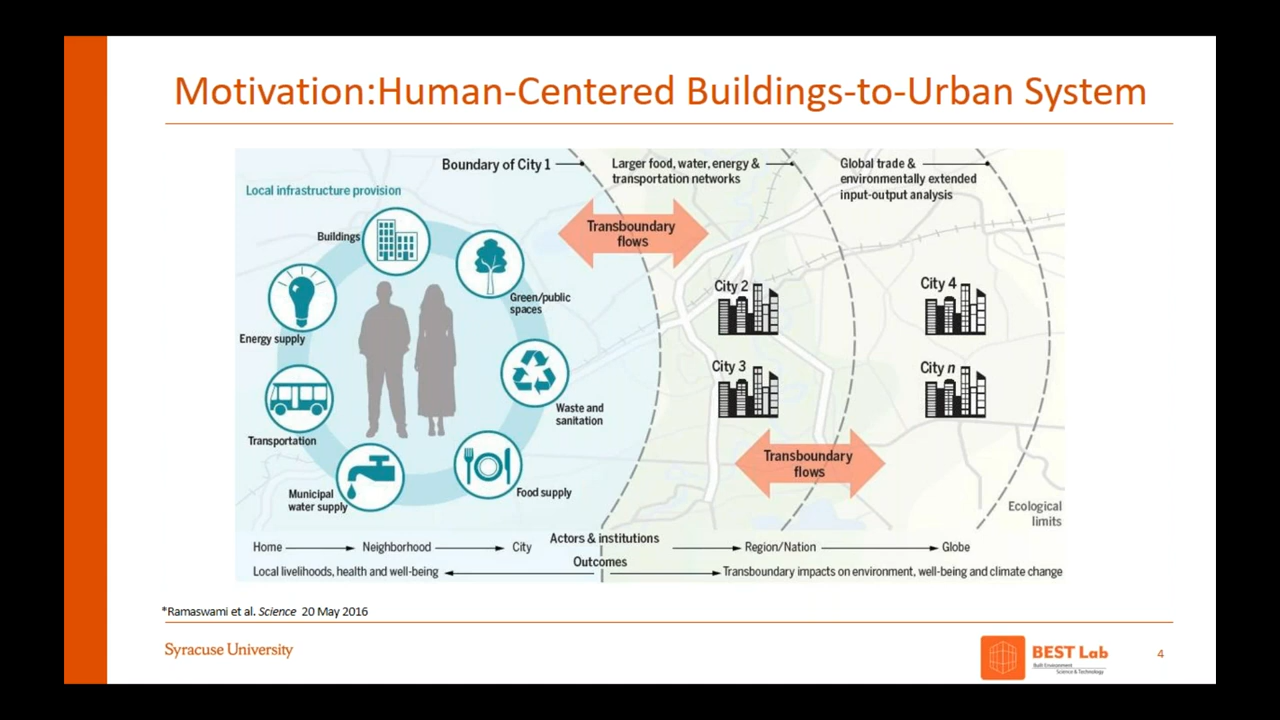 Motivation:Human-Centered Buildings-to-Urban System
Boundary of City 1
Larger food, water, energy &
transportation networks
Global trade &
environmentally extended
input-output analysis
Local infrastructure provision
Transboundary
flows
Buildings
Green/public
spaces
Energy supply
City 2
City 4
City 3
City n
Waste and
sanitation
Transportation
Transboundary
flows
Municipal
water supply
Food supply
Ecological
limits
Actors & institutions
Home
Neighborhood
City
Region/Nation
Globe
Outcomes
Local livelihoods, health and well-being
Transboundary impacts on environment, well-being and climate change
*Ramaswami et al. Science 20 May 2016
Syracuse University
BEST Lab
Built Environment
Science & Technology
4